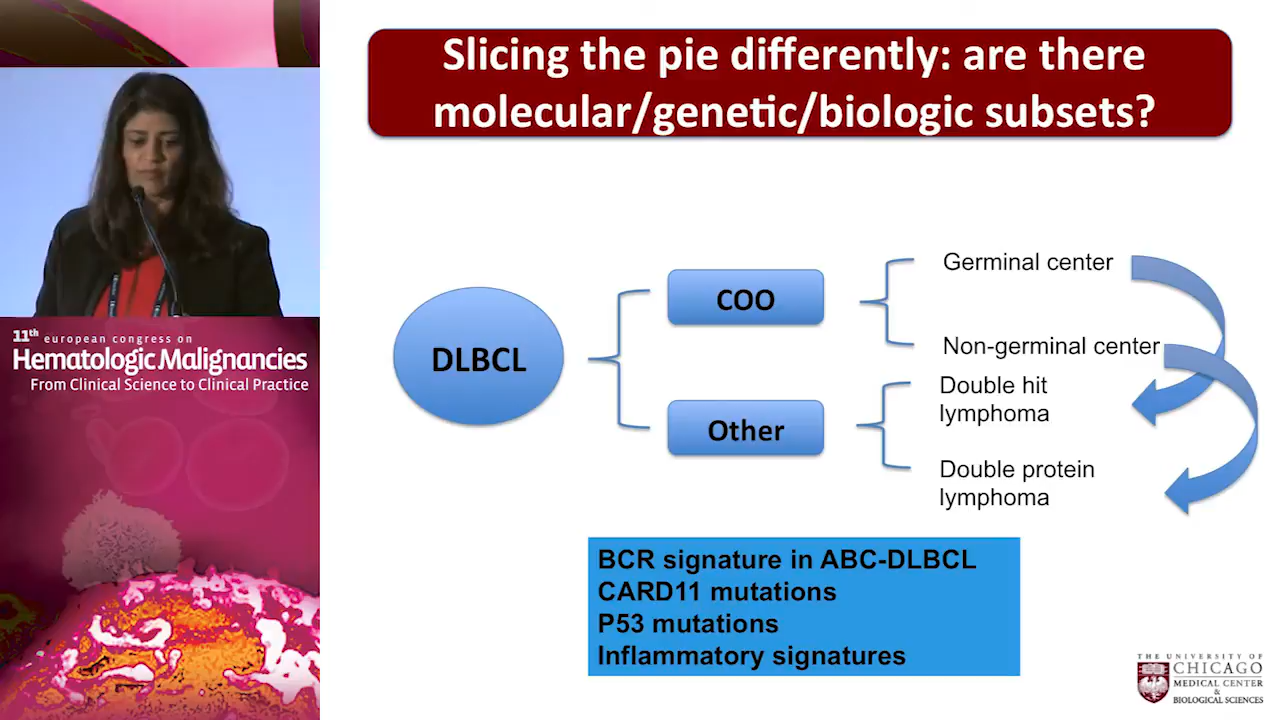 Slicing the pie differently: are there
molecular/genetic/biologic subsets?
11th european congress on
Hematologic Malignancies
From Clinical Science to Clinical Practice
DLBCL
COO
Other
Germinal center
Non-germinal center
Double hit
lymphoma
Double protein
lymphoma
BCR signature in ABC-DLBCL
CARD11 mutations
P53 mutations
Inflammatory signatures
THE UNIVERSITY OF
CHICAGO
MEDICAL CENTER
&
BIOLOGICAL SCIENCES